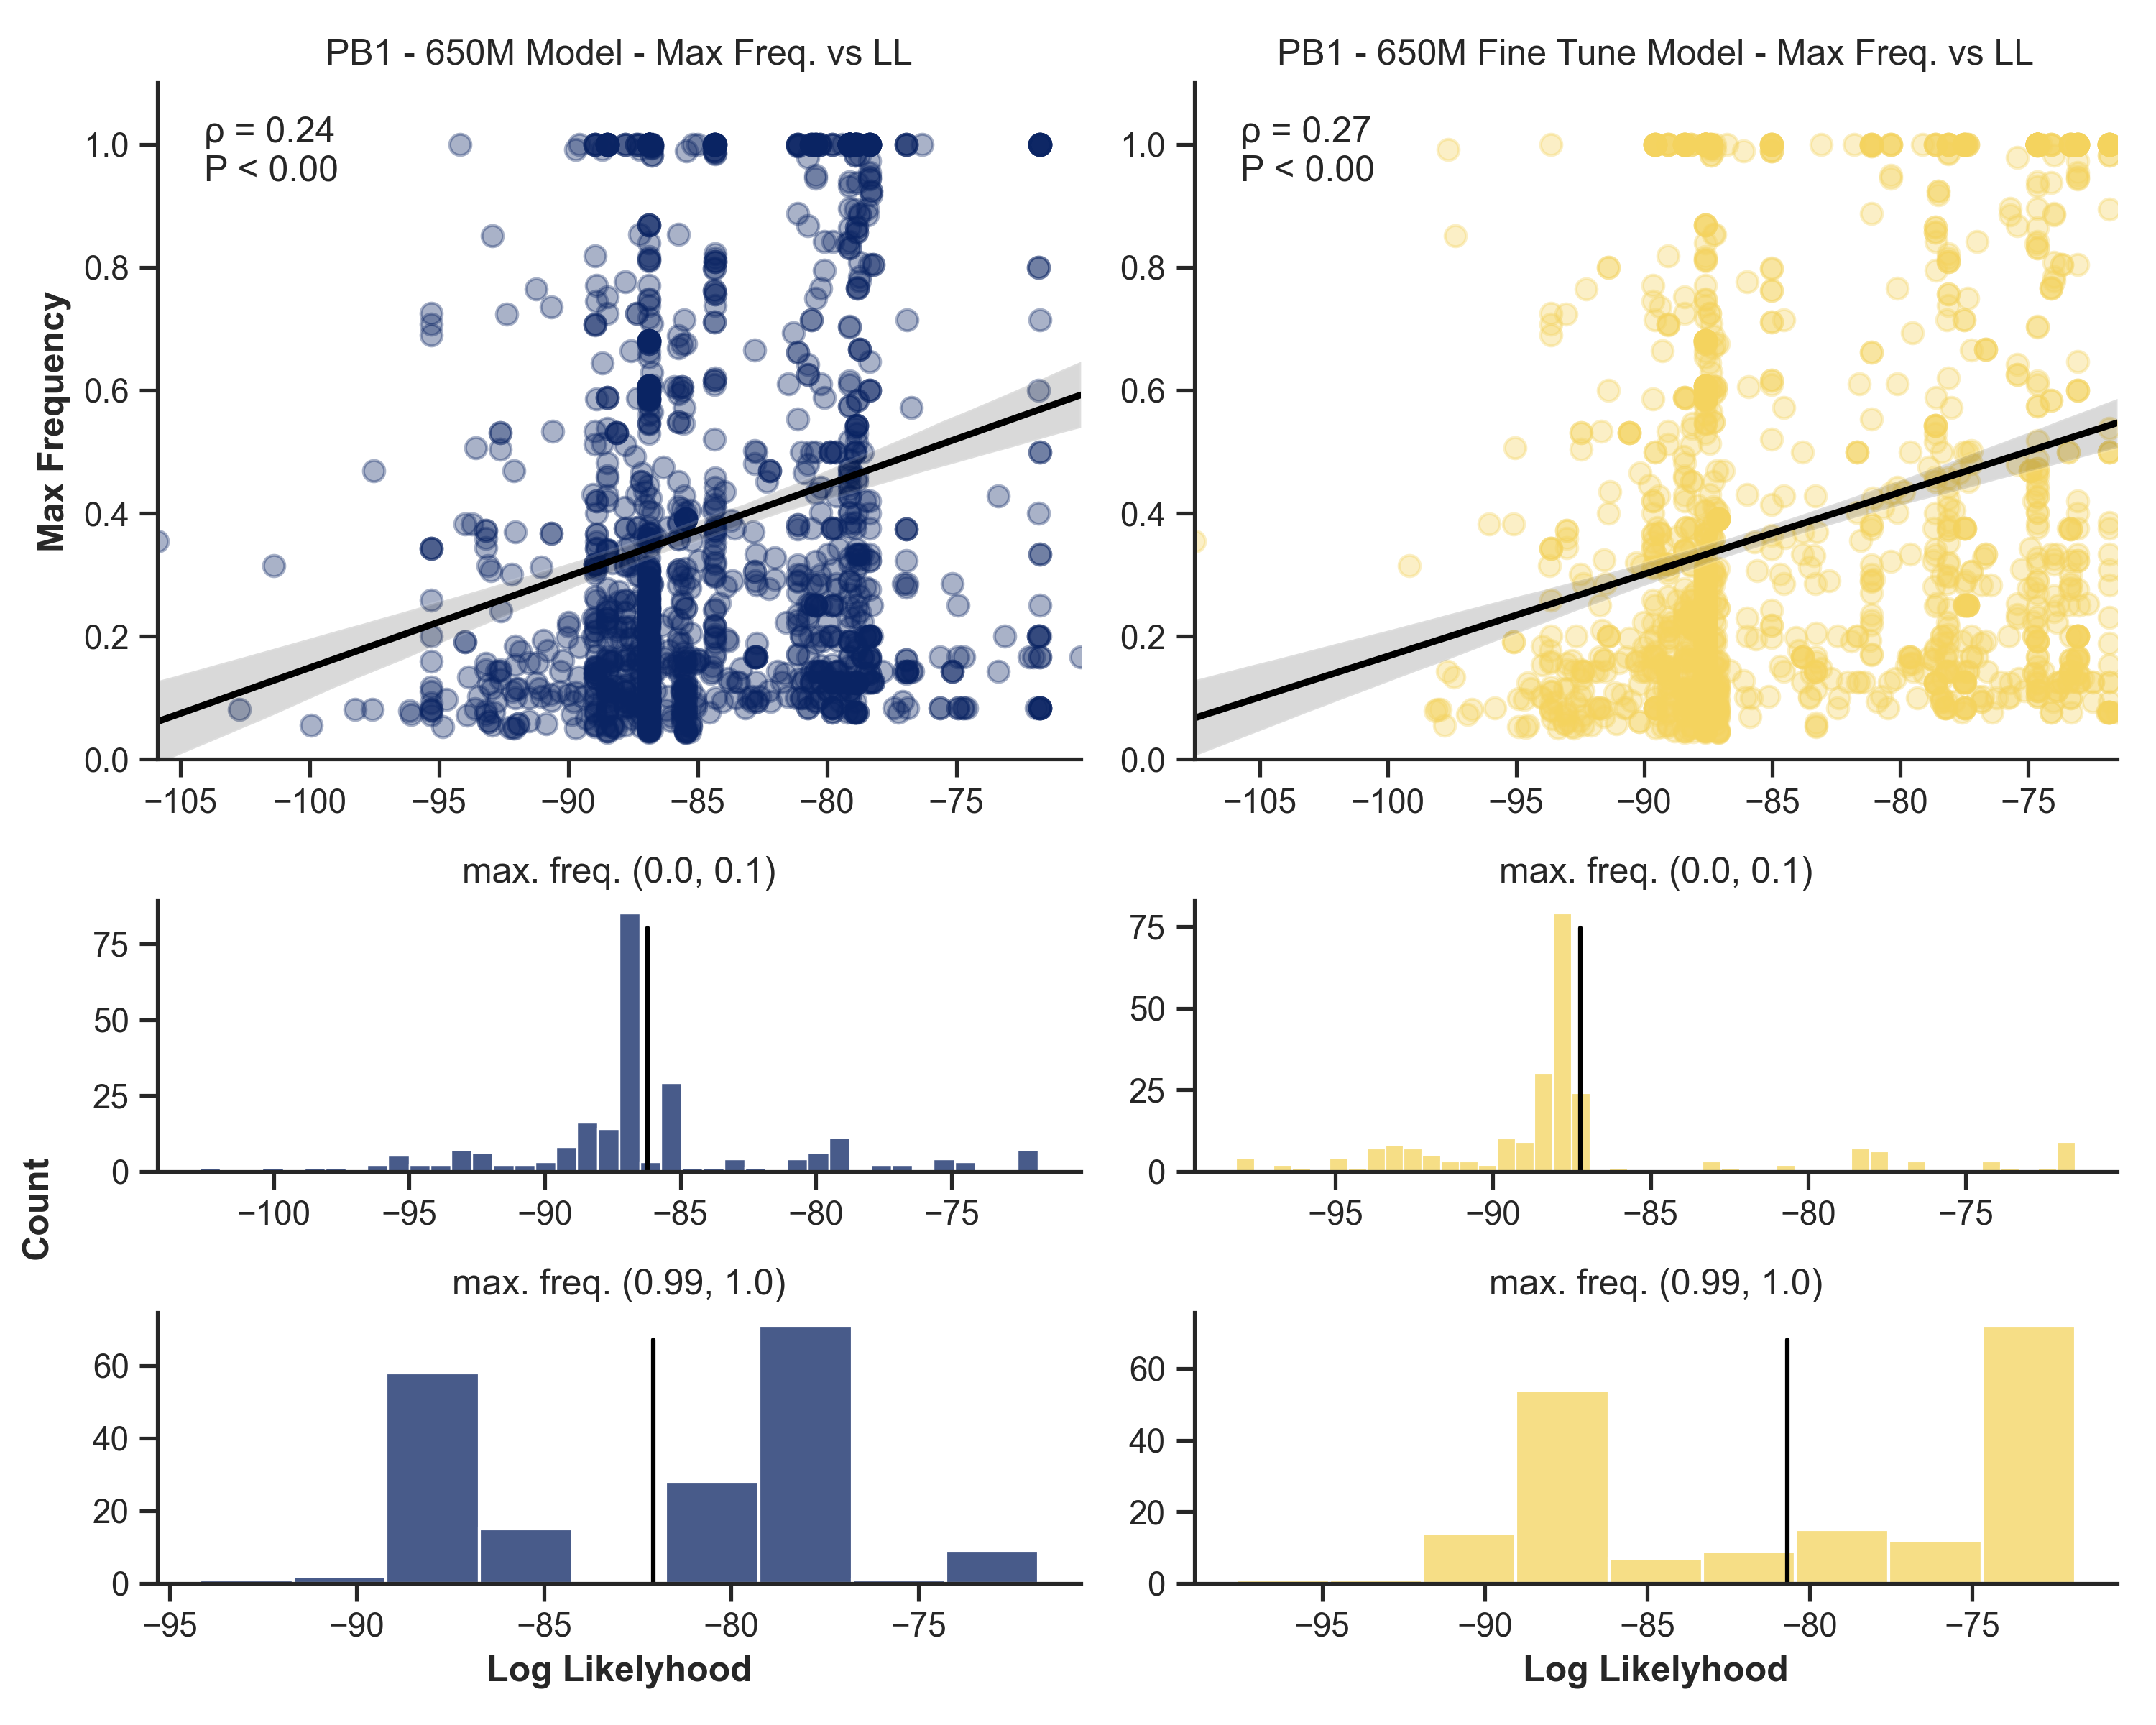 PB1 - 650M Model - Max Freq. vs LL
ρ = 0.24
P < 0.00
Max Frequency
1.0
0.8
0.6
0.4
0.2
0.0
−105 −100 −95 −90 −85 −80 −75
PB1 - 650M Fine Tune Model - Max Freq. vs LL
ρ = 0.27
P < 0.00
1.0
0.8
0.6
0.4
0.2
0.0
−105 −100 −95 −90 −85 −80 −75
max. freq. (0.0, 0.1)
75
50
25
0
−100 −95 −90 −85 −80 −75
max. freq. (0.0, 0.1)
75
50
25
0
−95 −90 −85 −80 −75
Count
max. freq. (0.99, 1.0)
60
40
20
0
−95 −90 −85 −80 −75
Log Likelyhood
max. freq. (0.99, 1.0)
60
40
20
0
−95 −90 −85 −80 −75
Log Likelyhood